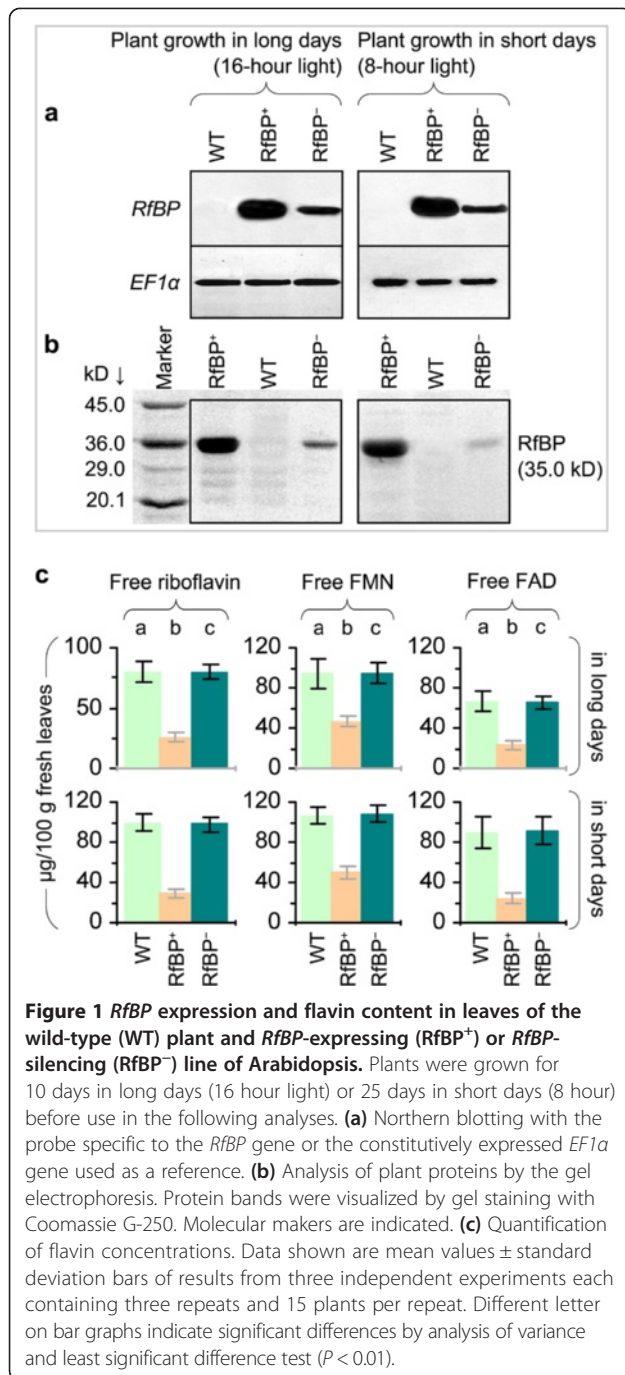 Plant growth in long days Plant growth in short days
(16-hour light) (8-hour light)
a
WT RfBP⁺ RfBP⁻ WT RfBP⁺ RfBP⁻
RfBP
EF1α
b
kD ↓ Marker RfBP⁺ WT RfBP⁻ RfBP⁺ WT RfBP⁻
45.0
36.0
29.0
20.1
RfBP
(35.0 kD)
c
Free riboflavin Free FMN Free FAD
a b c a b c a b c
100 120 120
80 80
50
40 40
0 0 0
in long days
120 120 120
80 80 80
40 40 40
0 0 0
in short days
µg/100 g fresh leaves
WT RfBP⁺ RfBP⁻ WT RfBP⁺ RfBP⁻ WT RfBP⁺ RfBP⁻
Figure 1 RfBP expression and flavin content in leaves of the
wild-type (WT) plant and RfBP-expressing (RfBP⁺) or RfBP-
silencing (RfBP⁻) line of Arabidopsis. Plants were grown for
10 days in long days (16 hour light) or 25 days in short days (8 hour)
before use in the following analyses. (a) Northern blotting with the
probe specific to the RfBP gene or the constitutively expressed EF1α
gene used as a reference. (b) Analysis of plant proteins by the gel
electrophoresis. Protein bands were visualized by gel staining with
Coomassie G-250. Molecular makers are indicated. (c) Quantification
of flavin concentrations. Data shown are mean values ± standard
deviation bars of results from three independent experiments each
containing three repeats and 15 plants per repeat. Different letter
on bar graphs indicate significant differences by analysis of variance
and least significant difference test (P < 0.01).